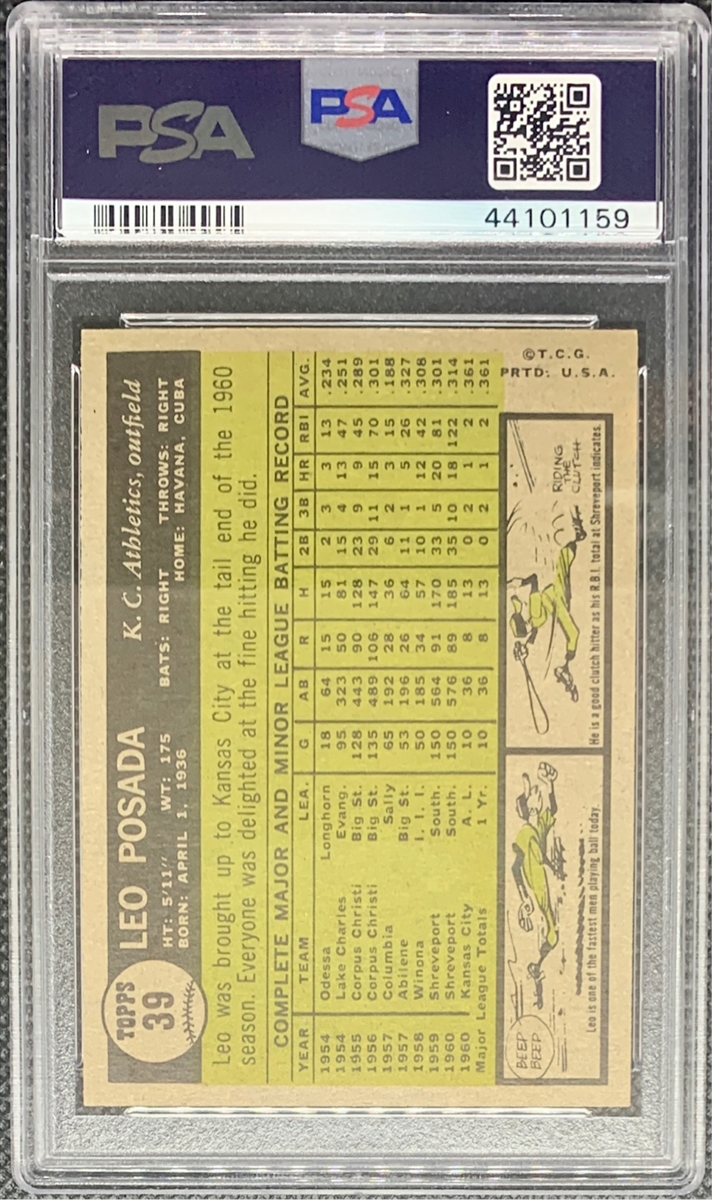 PSA
PSA
44101159
TOPPS
39
LEO POSADA K. C. Athletics, outfield
HT: 5'11" WT: 175 BATS: RIGHT THROWS: RIGHT
BORN: APRIL 1, 1936 HOME: HAVANA, CUBA
Leo was brought up to Kansas City at the tail end of the 1960
season. Everyone was delighted at the fine hitting he did.
COMPLETE MAJOR AND MINOR LEAGUE BATTING RECORD
YEAR TEAM LEA. G AB R H 2B 3B HR RBI AVG.
1954 Odessa Longhorn 18 64 15 15 2 3 3 13 .234
1954 Lake Charles Evang. 95 323 50 81 15 4 13 47 .251
1955 Corpus Christi Big St. 128 443 90 128 23 9 9 45 .289
1956 Corpus Christi Big St. 135 489 106 147 29 11 15 70 .301
1957 Columbia Sally 65 192 28 36 6 2 3 15 .188
1957 Abilene Big St. 53 196 26 64 11 1 5 26 .327
1958 Winona I. I. I. 50 185 34 57 10 1 12 42 .308
1959 Shreveport South. 150 564 91 170 33 5 20 81 .301
1960 Shreveport South. 150 576 89 185 35 10 18 122 .314
1960 Kansas City A. L. 10 36 8 13 0 2 1 2 .361
Major League Totals 1 Yr. 10 36 8 13 0 2 1 2 .361
©T.C.G.
PRTD: U.S.A.
BEEP
BEEP
Leo is one of the fastest men playing ball today.
RIDING
THE
CLUTCH
He is a good clutch hitter as his R.B.I. total at Shreveport indicates.